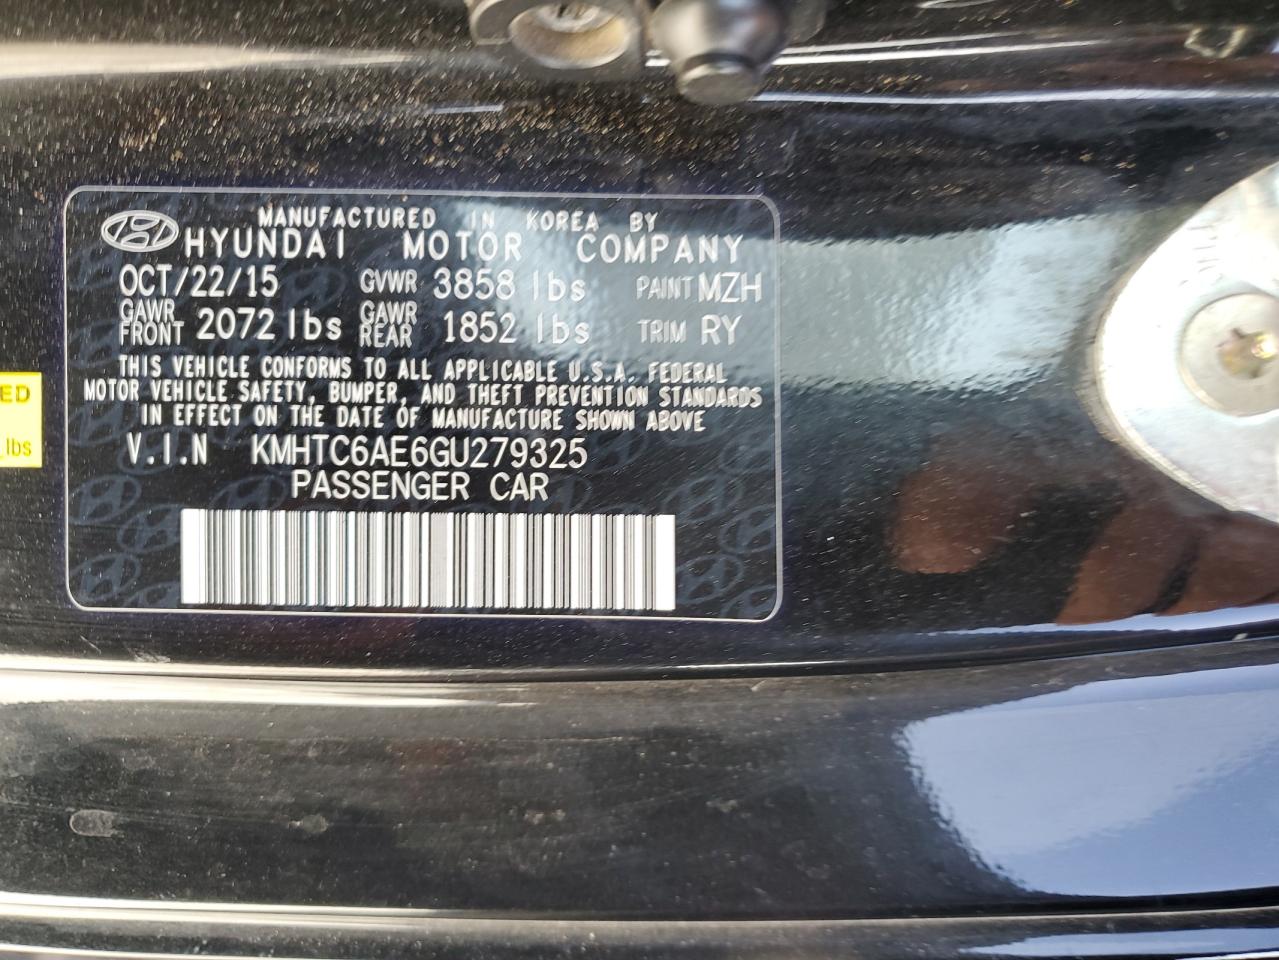 MANUFACTURED IN KOREA BY
HYUNDAI MOTOR COMPANY
OCT/22/15 GVWR 3858 lbs PAINT MZH
GAWR FRONT 2072 lbs GAWR REAR 1852 lbs TRIM RY
THIS VEHICLE CONFORMS TO ALL APPLICABLE U.S.A. FEDERAL
MOTOR VEHICLE SAFETY, BUMPER, AND THEFT PREVENTION STANDARDS
IN EFFECT ON THE DATE OF MANUFACTURE SHOWN ABOVE
V.I.N KMHTC6AE6GU279325
PASSENGER CAR
ED
lbs